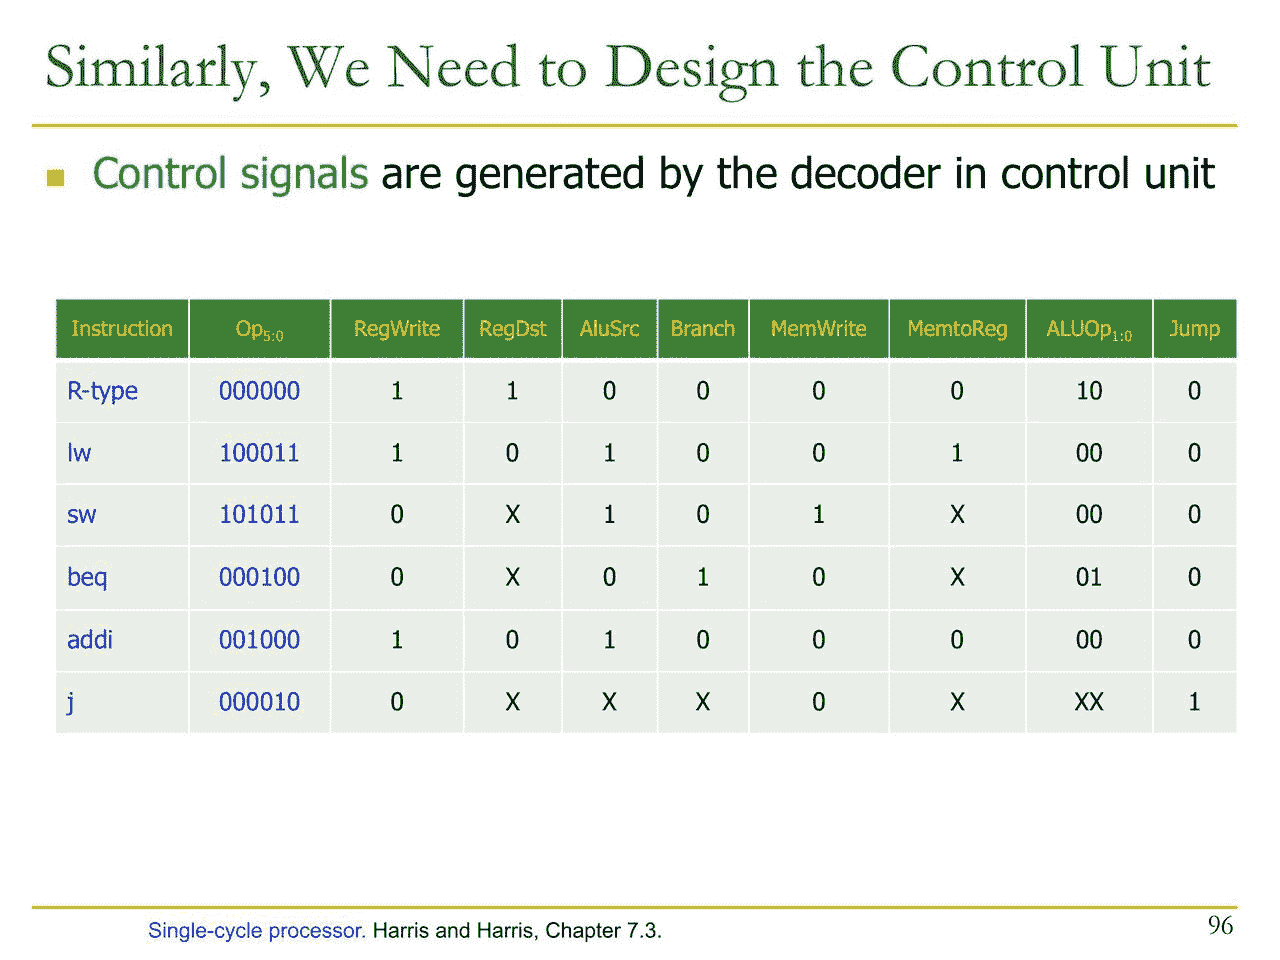 Similarly, We Need to Design the Control Unit
Control signals are generated by the decoder in control unit
Instruction Op5:0 RegWrite RegDst AluSrc Branch MemWrite MemtoReg ALUOp1:0 Jump
R-type 000000 1 1 0 0 0 0 10 0
lw 100011 1 0 1 0 0 1 00 0
sw 101011 0 X 1 0 1 X 00 0
beq 000100 0 X 0 1 0 X 01 0
addi 001000 1 0 1 0 0 0 00 0
j 000010 0 X X X 0 X XX 1
Single-cycle processor. Harris and Harris, Chapter 7.3.
96